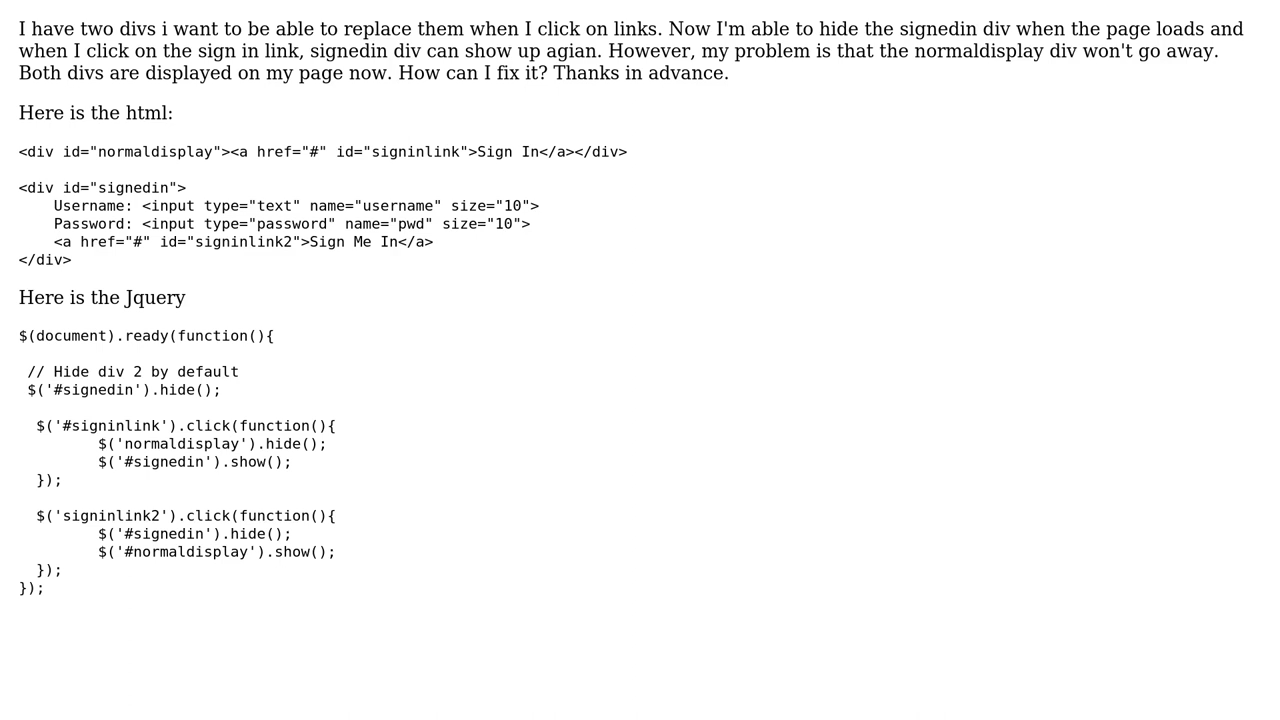 I have two divs i want to be able to replace them when I click on links. Now I'm able to hide the signedin div when the page loads and
when I click on the sign in link, signedin div can show up agian. However, my problem is that the normaldisplay div won't go away.
Both divs are displayed on my page now. How can I fix it? Thanks in advance.
Here is the html:
<div id="normaldisplay"><a href="#" id="signinlink">Sign In</a></div>
<div id="signedin">
    Username: <input type="text" name="username" size="10">
    Password: <input type="password" name="pwd" size="10">
    <a href="#" id="signinlink2">Sign Me In</a>
</div>
Here is the Jquery
$(document).ready(function(){
 // Hide div 2 by default
 $('#signedin').hide();
  $('#signinlink').click(function(){
         $('normaldisplay').hide();
         $('#signedin').show();
  });
  $('signinlink2').click(function(){
         $('#signedin').hide();
         $('#normaldisplay').show();
  });
});